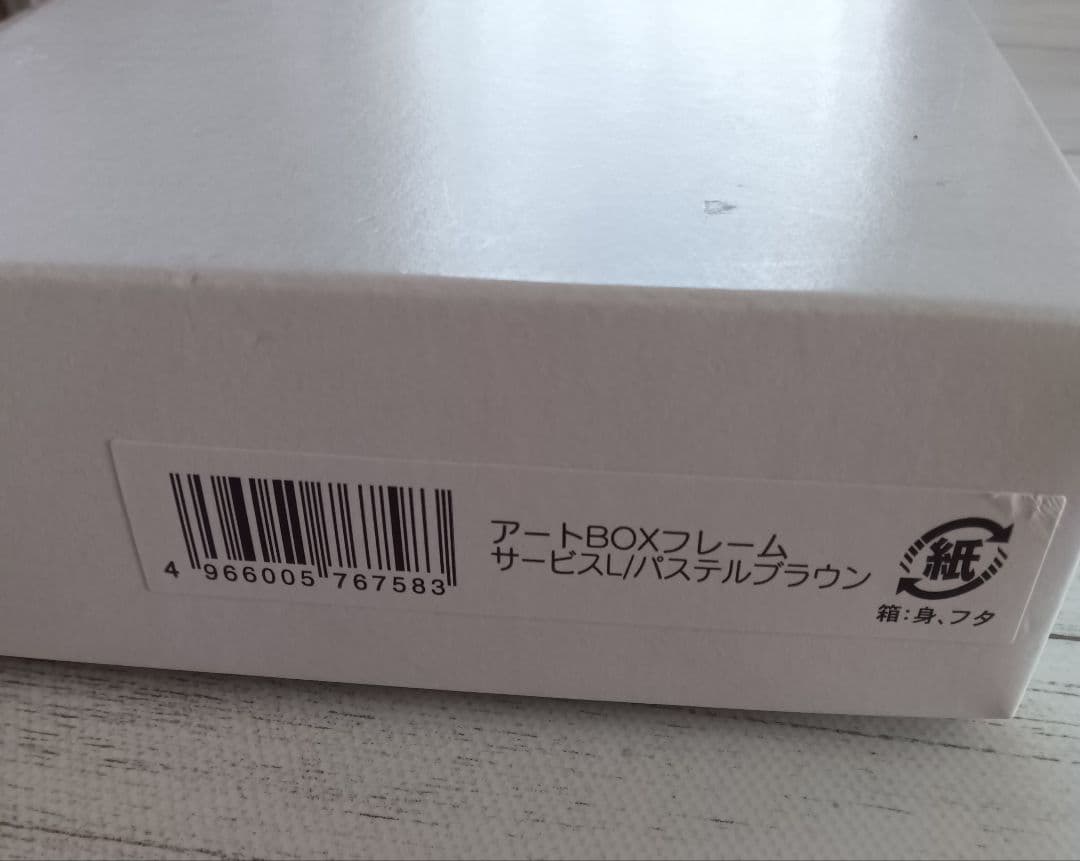 アートBOXフレーム
サービスL/パステルブラウン
4 966005 767583
紙
箱:身、フタ